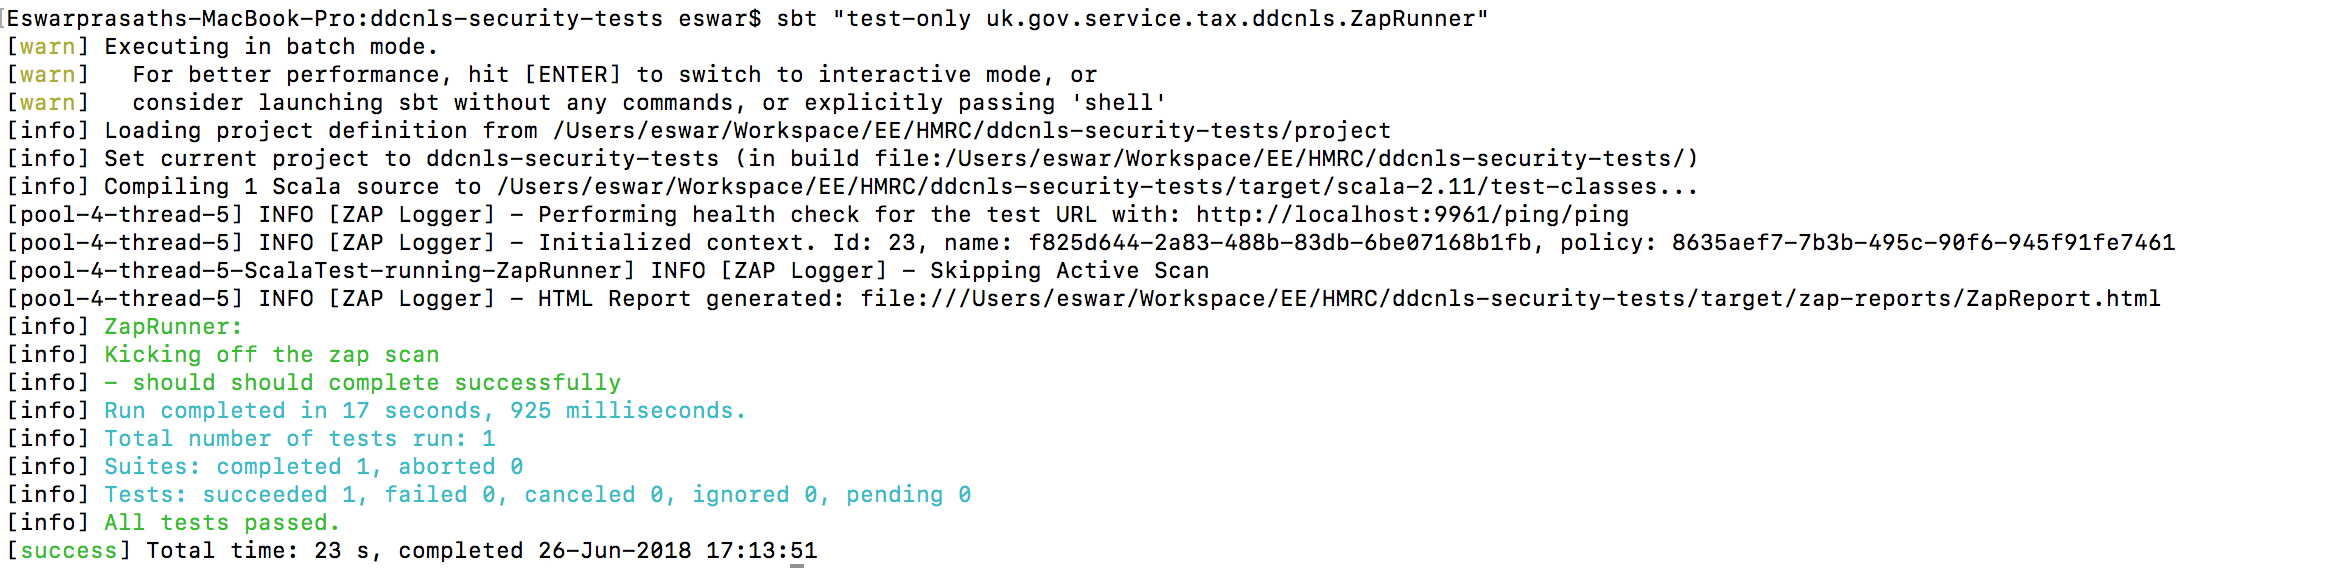 [Eswarprasaths-MacBook-Pro:ddcnls-security-tests eswar$ sbt "test-only uk.gov.service.tax.ddcnls.ZapRunner"
[warn] Executing in batch mode.
[warn]   For better performance, hit [ENTER] to switch to interactive mode, or
[warn]   consider launching sbt without any commands, or explicitly passing 'shell'
[info] Loading project definition from /Users/eswar/Workspace/EE/HMRC/ddcnls-security-tests/project
[info] Set current project to ddcnls-security-tests (in build file:/Users/eswar/Workspace/EE/HMRC/ddcnls-security-tests/)
[info] Compiling 1 Scala source to /Users/eswar/Workspace/EE/HMRC/ddcnls-security-tests/target/scala-2.11/test-classes...
[pool-4-thread-5] INFO [ZAP Logger] - Performing health check for the test URL with: http://localhost:9961/ping/ping
[pool-4-thread-5] INFO [ZAP Logger] - Initialized context. Id: 23, name: f825d644-2a83-488b-83db-6be07168b1fb, policy: 8635aef7-7b3b-495c-90f6-945f91fe7461
[pool-4-thread-5-ScalaTest-running-ZapRunner] INFO [ZAP Logger] - Skipping Active Scan
[pool-4-thread-5] INFO [ZAP Logger] - HTML Report generated: file:///Users/eswar/Workspace/EE/HMRC/ddcnls-security-tests/target/zap-reports/ZapReport.html
[info] ZapRunner:
[info] Kicking off the zap scan
[info] - should should complete successfully
[info] Run completed in 17 seconds, 925 milliseconds.
[info] Total number of tests run: 1
[info] Suites: completed 1, aborted 0
[info] Tests: succeeded 1, failed 0, canceled 0, ignored 0, pending 0
[info] All tests passed.
[success] Total time: 23 s, completed 26-Jun-2018 17:13:51